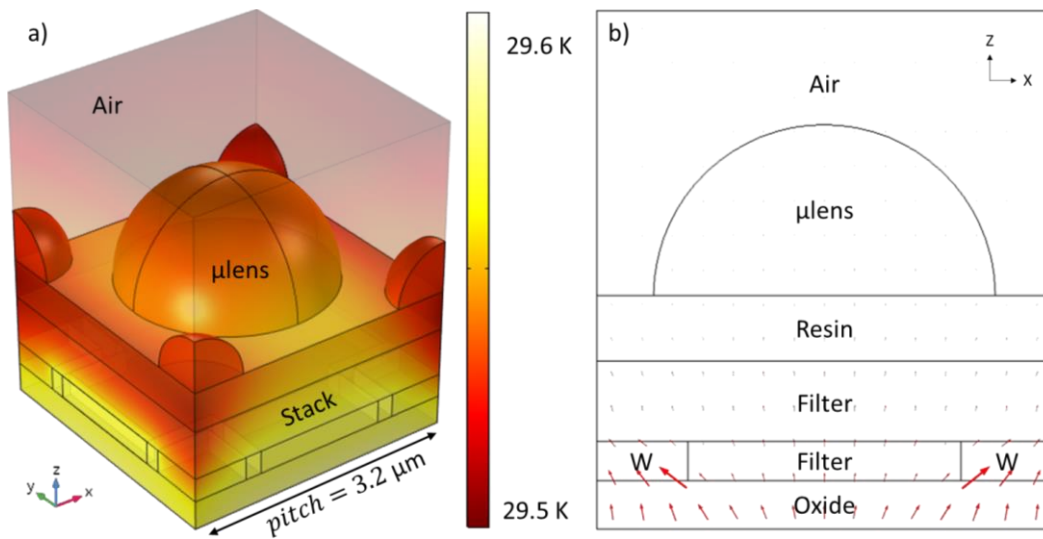 a)
Air
μlens
Stack
pitch = 3.2 μm
z
y
x
29.6 K
29.5 K
b)
z
x
Air
μlens
Resin
Filter
W
Filter
W
Oxide